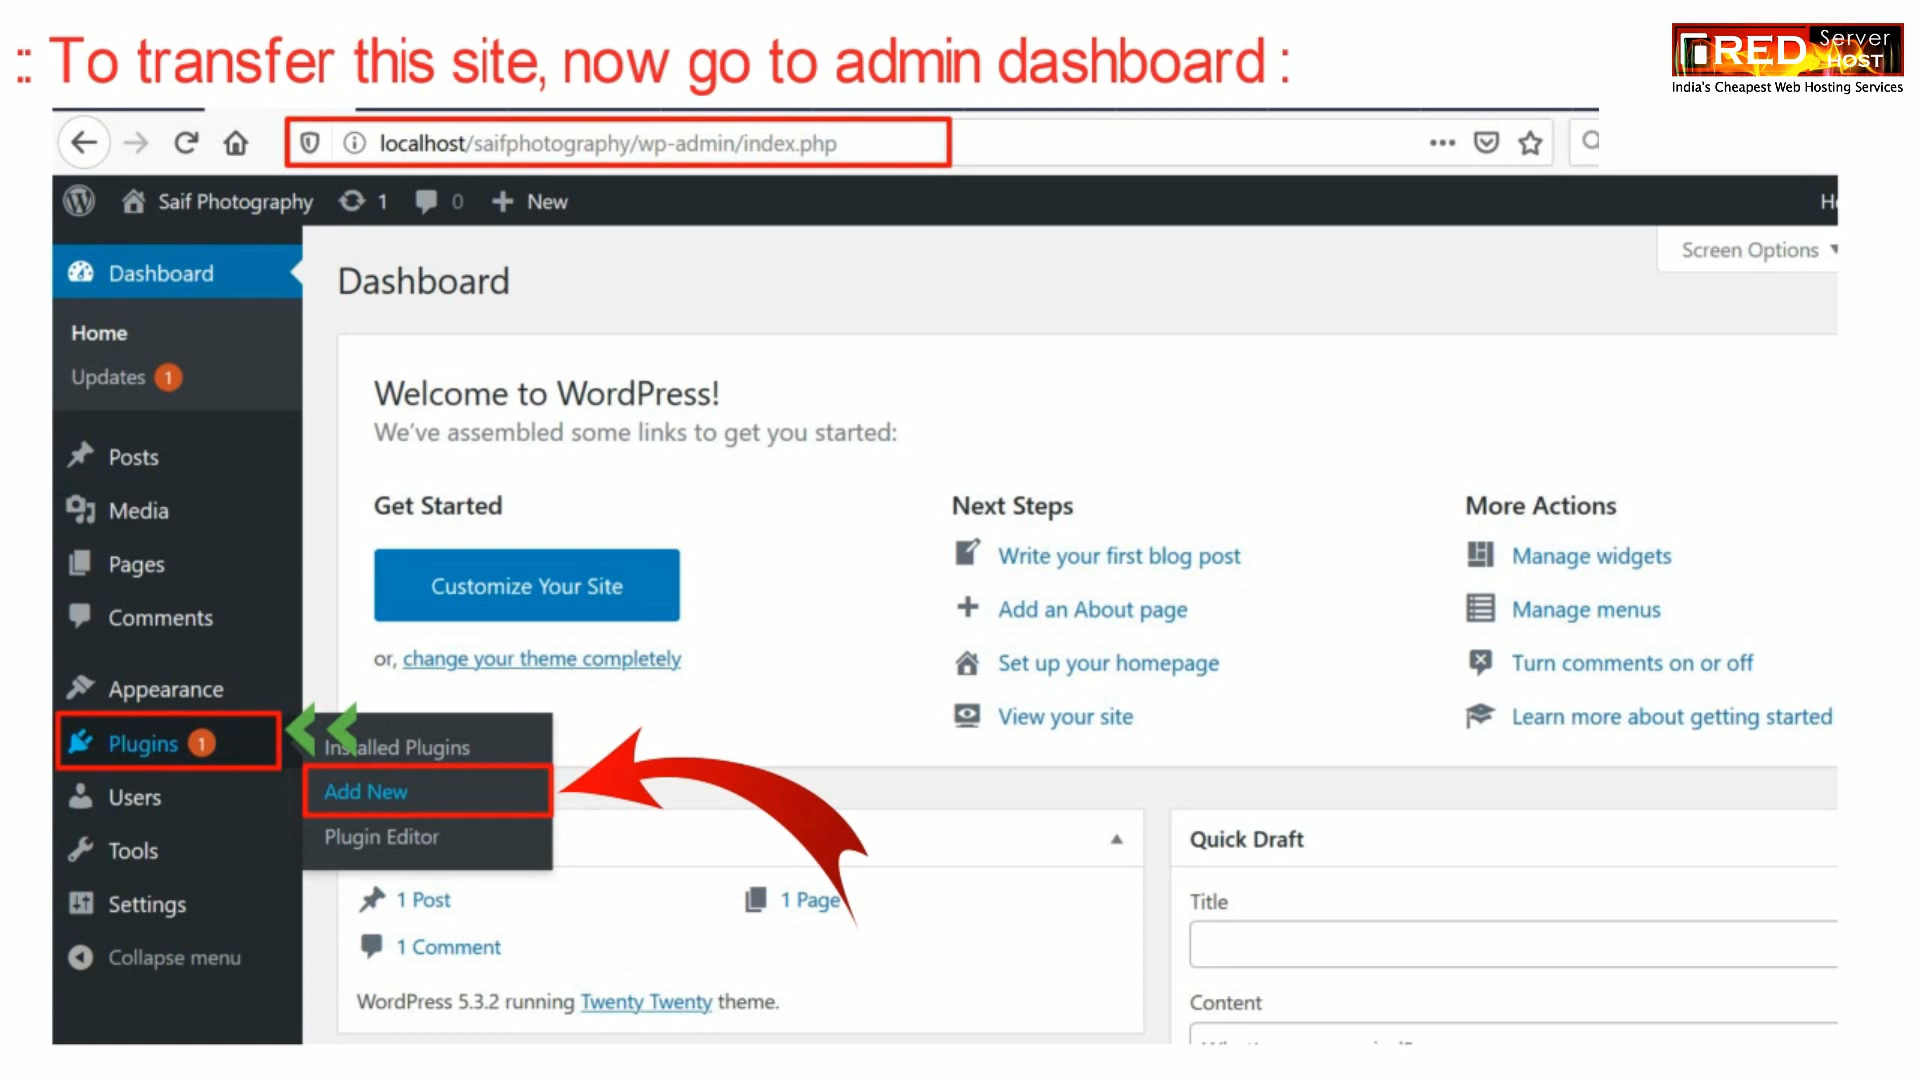 :: To transfer this site, now go to admin dashboard :
RED Server HOST
India's Cheapest Web Hosting Services
localhost/saifphotography/wp-admin/index.php
Saif Photography 1 0 + New
Screen Options
Dashboard
Home
Updates 1
Posts
Media
Pages
Comments
Appearance
Plugins 1
Users
Tools
Settings
Collapse menu
Installed Plugins
Add New
Plugin Editor
Dashboard
Welcome to WordPress!
We've assembled some links to get you started:
Get Started
Customize Your Site
or, change your theme completely
Next Steps
Write your first blog post
Add an About page
Set up your homepage
View your site
More Actions
Manage widgets
Manage menus
Turn comments on or off
Learn more about getting started
1 Post
1 Page
1 Comment
WordPress 5.3.2 running Twenty Twenty theme.
Quick Draft
Title
Content